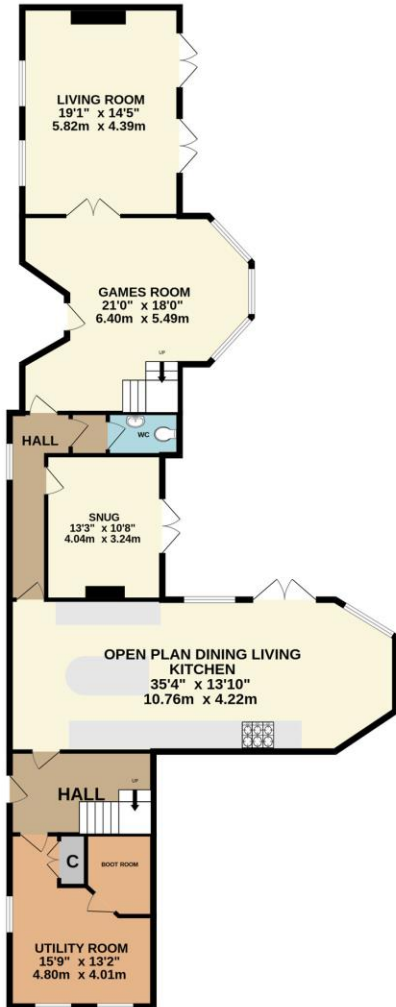 LIVING ROOM
19'1" x 14'5"
5.82m x 4.39m
GAMES ROOM
21'0" x 18'0"
6.40m x 5.49m
UP
HALL
WC
SNUG
13'3" x 10'8"
4.04m x 3.24m
OPEN PLAN DINING LIVING
KITCHEN
35'4" x 13'10"
10.76m x 4.22m
UP
HALL
C
BOOT ROOM
UTILITY ROOM
15'9" x 13'2"
4.80m x 4.01m